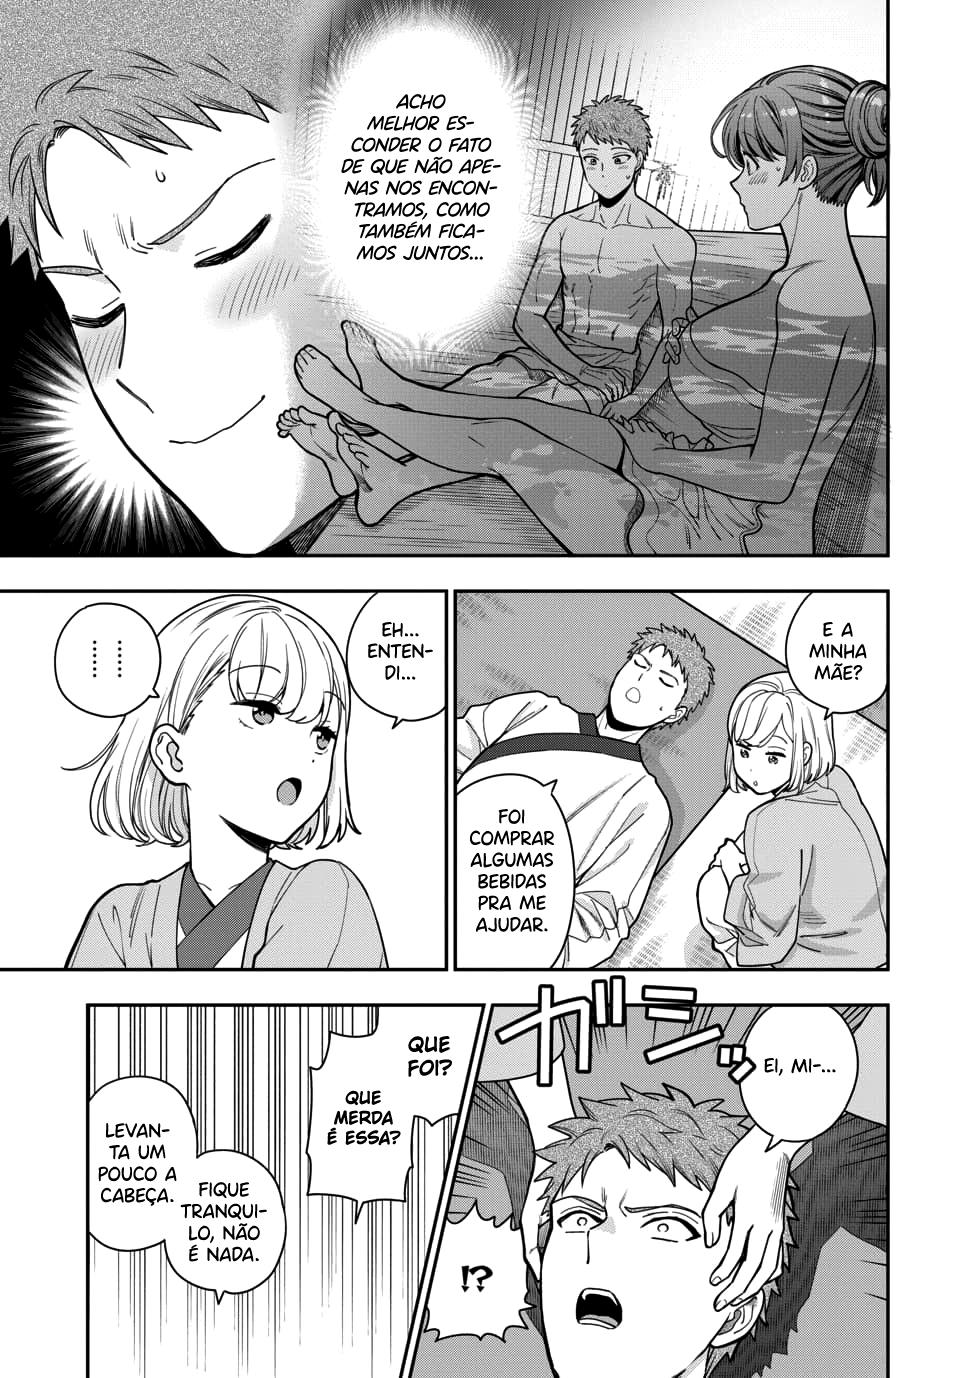 ACHO
MELHOR ES-
CONDER O FATO
DE QUE NÃO APE-
NAS NOS ENCON-
TRAMOS, COMO
TAMBÉM FICA-
MOS JUNTOS...
E A
MINHA
MÃE?
FOI
COMPRAR
ALGUMAS
BEBIDAS
PRA ME
AJUDAR.
EH...
ENTEN-
DI...
......
......
EI, MI-...
ガシッ
!?
QUE
FOI?
QUE
MERDA
É ESSA?
FIQUE
TRANQUI-
LO, NÃO
É NADA.
LEVAN-
TA UM
POUCO A
CABEÇA.